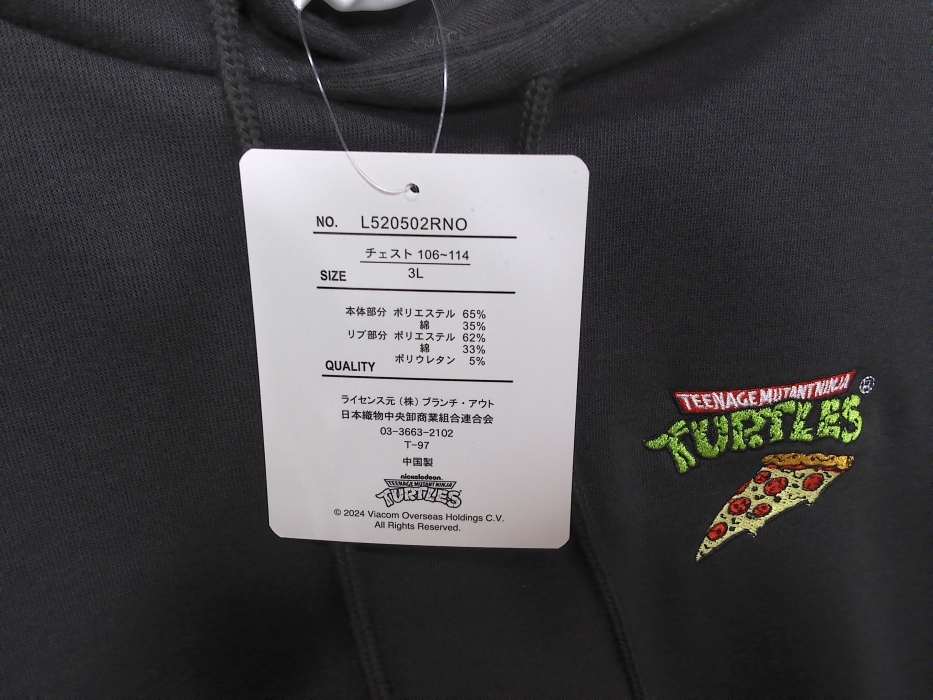 NO. L520502RNO
チェスト 106~114
SIZE 3L
本体部分 ポリエステル 65%
綿 35%
リブ部分 ポリエステル 62%
綿 33%
ポリウレタン 5%
QUALITY
ライセンス元 (株) ブランチ・アウト
日本織物中央卸商業組合連合会
03-3663-2102
T-97
中国製
nickelodeon
TEENAGE MUTANT NINJA
TURTLES
© 2024 Viacom Overseas Holdings C.V.
All Rights Reserved.
TEENAGE MUTANT NINJA ®
TURTLES